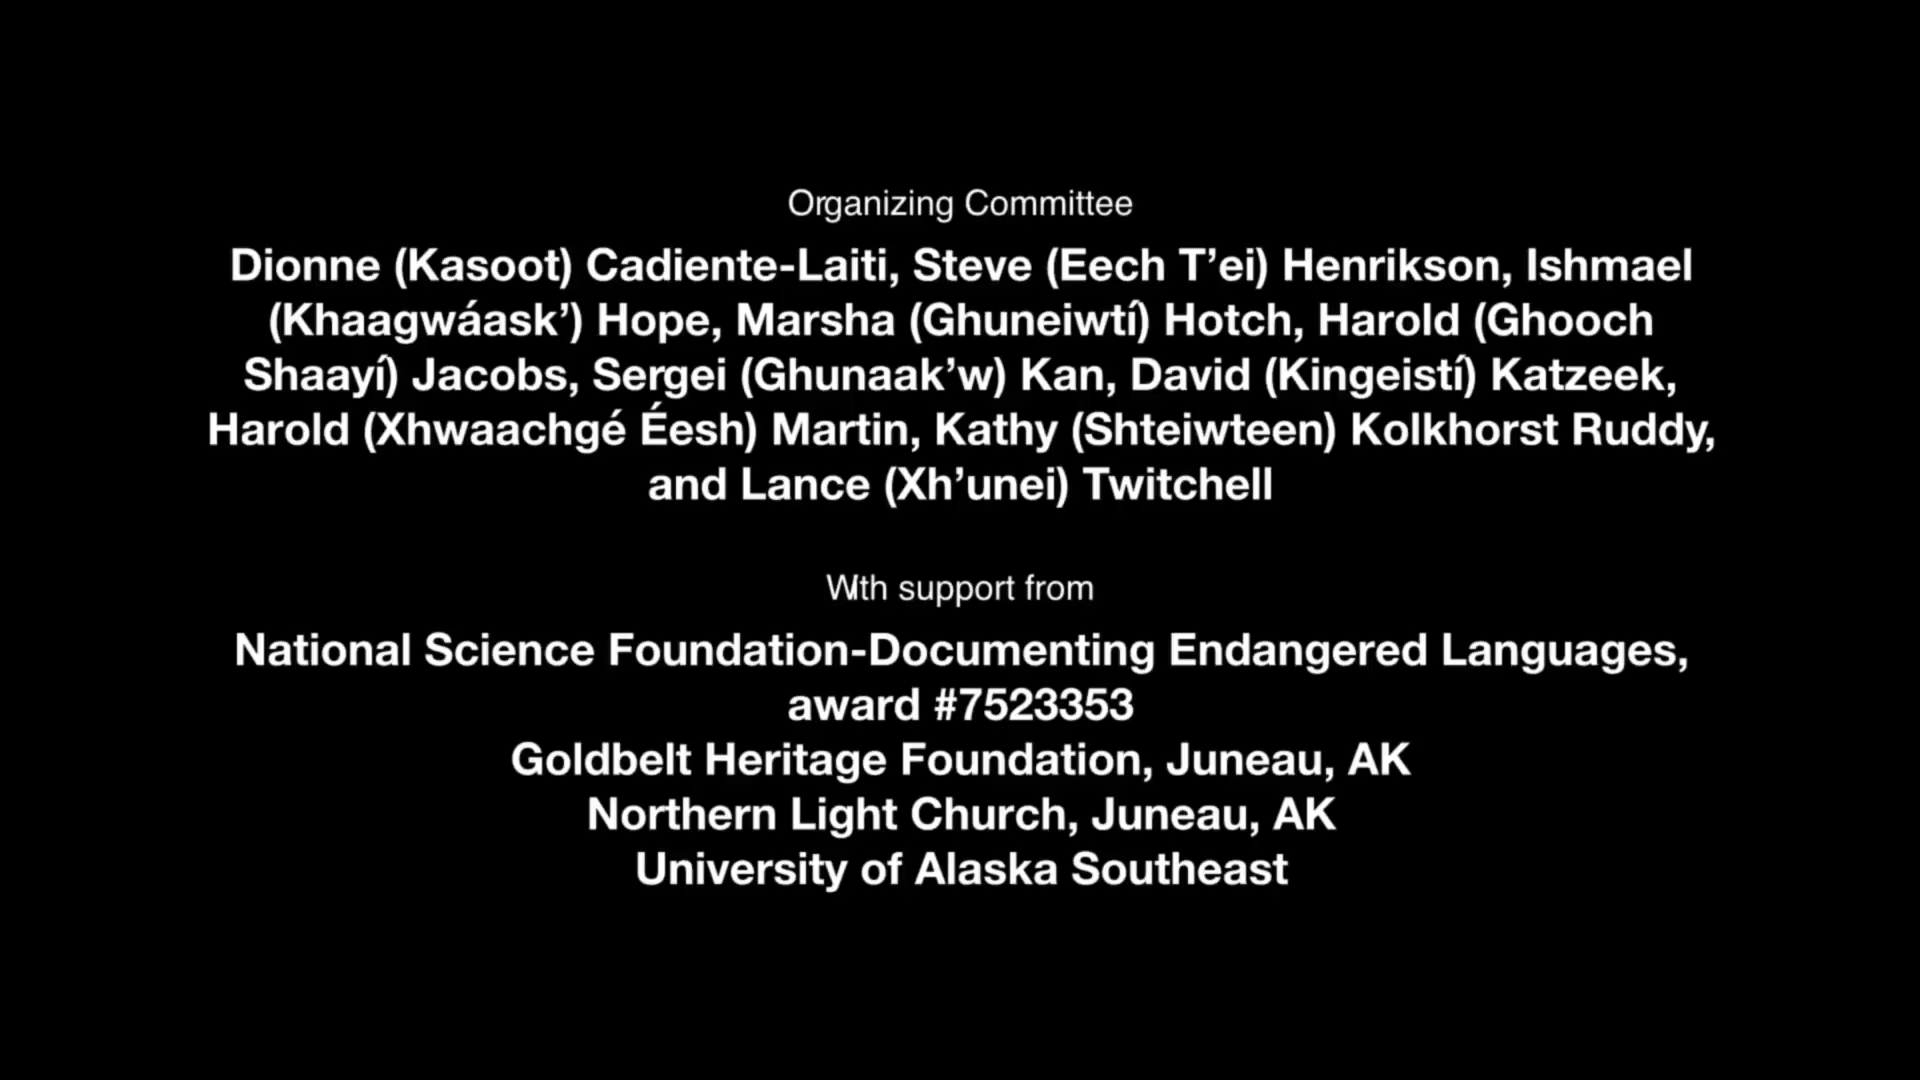 Organizing Committee
Dionne (Kasoot) Cadiente-Laiti, Steve (Eech T’ei) Henrikson, Ishmael
(Khaagwáask’) Hope, Marsha (Ghuneiwtí) Hotch, Harold (Ghooch
Shaayí) Jacobs, Sergei (Ghunaak’w) Kan, David (Kingeistí) Katzeek,
Harold (Xhwaachgé Éesh) Martin, Kathy (Shteiwteen) Kolkhorst Ruddy,
and Lance (Xh’unei) Twitchell
With support from
National Science Foundation-Documenting Endangered Languages,
award #7523353
Goldbelt Heritage Foundation, Juneau, AK
Northern Light Church, Juneau, AK
University of Alaska Southeast